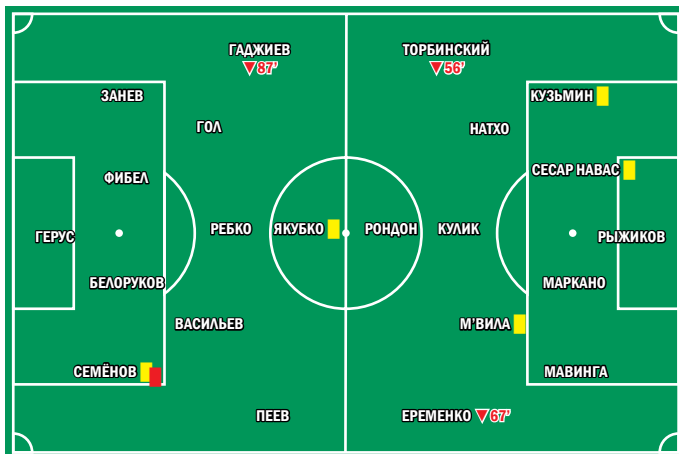 ГАДЖИЕВ
87'
ТОРБИНСКИЙ
56'
ЗАНЕВ
КУЗЬМИН
ГОЛ
НАТХО
ФИБЕЛ
СЕСАР НАВАС
ГЕРУС
РЕБКО
ЯКУБКО
РОНДОН
КУЛИК
РЫЖИКОВ
БЕЛОРУКОВ
МАРКАНО
ВАСИЛЬЕВ
М'ВИЛА
СЕМЁНОВ
МАВИНГА
ПЕЕВ
ЕРЕМЕНКО 67'